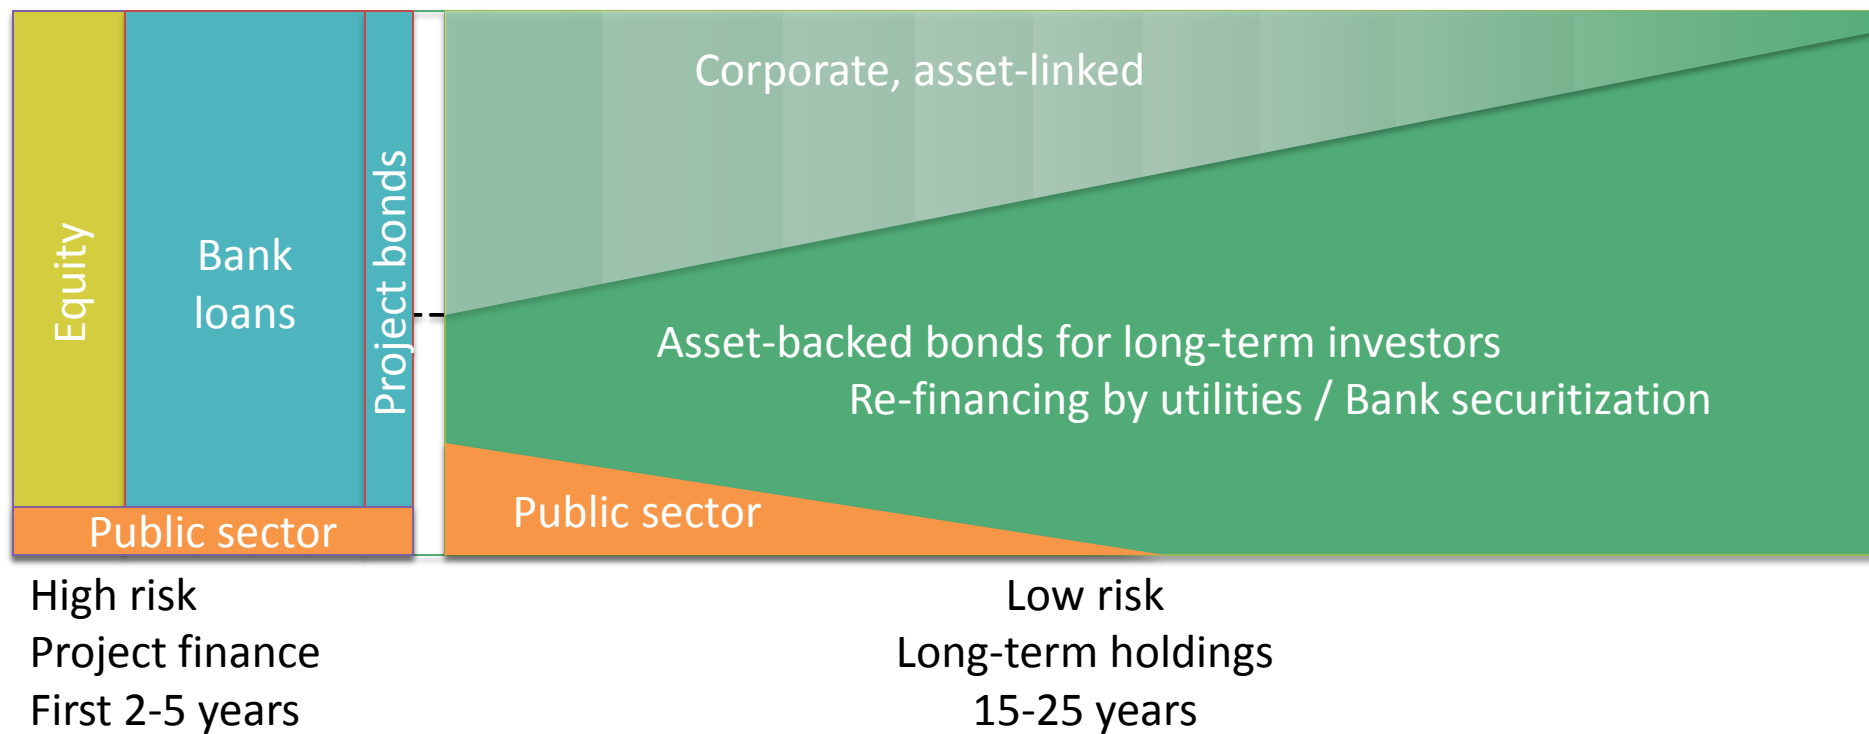 Equity
Bank
loans
Project bonds
Public sector
Corporate, asset-linked
Asset-backed bonds for long-term investors
Re-financing by utilities / Bank securitization
Public sector
High risk
Project finance
First 2-5 years
Low risk
Long-term holdings
15-25 years